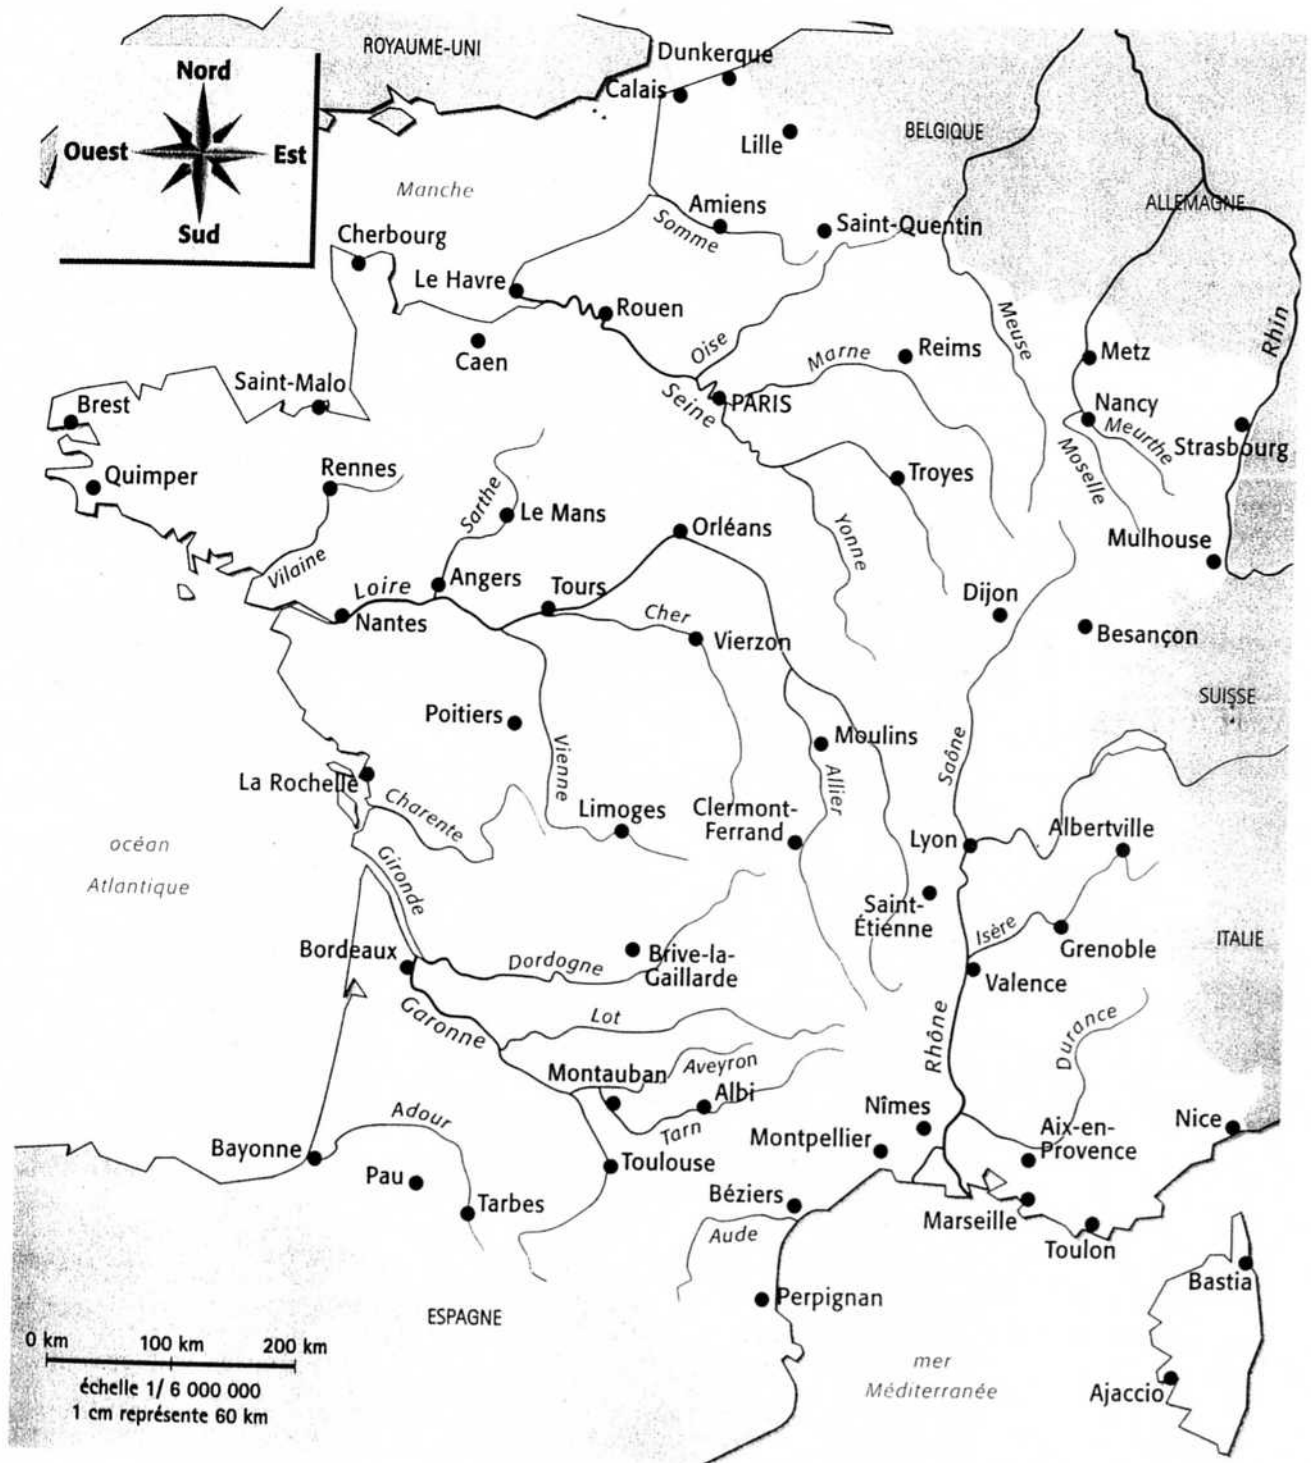 ROYAUME-UNI
Dunkerque
Nord
Calais
Lille
BELGIQUE
Ouest
Est
Manche
Sud
Amiens
Somme
Saint-Quentin
ALLEMAGNE
Cherbourg
Le Havre
Rouen
Oise
Meuse
Rhin
Caen
Marne
Reims
Metz
Saint-Malo
Seine
PARIS
Brest
Nancy
Meurthe
Strasbourg
Moselle
Quimper
Rennes
Sarthe
Le Mans
Troyes
Yonne
Orléans
Mulhouse
Vilaine
Loire
Angers
Tours
Cher
Dijon
Nantes
Vierzon
Besançon
SUISSE
Poitiers
Vienne
Moulins
Allier
Saône
La Rochelle
Charente
Limoges
Clermont-
Ferrand
Lyon
Albertville
océan
Atlantique
Gironde
Saint-
Étienne
Isère
Grenoble
ITALIE
Bordeaux
Dordogne
Brive-la-
Gaillarde
Valence
Garonne
Lot
Rhône
Durance
Montauban
Aveyron
Albi
Tarn
Nîmes
Nice
Adour
Montpellier
Aix-en-
Provence
Bayonne
Pau
Tarbes
Toulouse
Béziers
Aude
Marseille
Toulon
Bastia
Perpignan
ESPAGNE
mer
Méditerranée
Ajaccio
0 km 100 km 200 km
échelle 1/ 6 000 000
1 cm représente 60 km